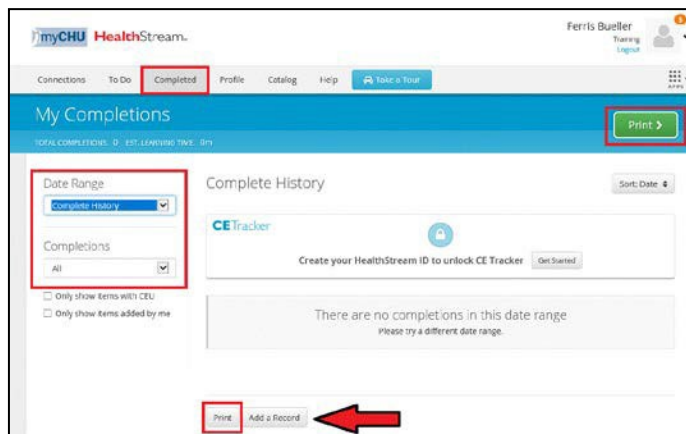 myCHU HealthStream.
Ferris Bueller
Training
Logout
Connections To Do Completed Profile Catalog Help Take a Tour
APPS
My Completions
Print >
TOTAL COMPLETIONS: 0 EST. LEARNING TIME: 0m
Date Range
Complete History
Completions
All
Only show items with CEU
Only show items added by me
Complete History
Sort: Date
CETracker
Create your HealthStream ID to unlock CE Tracker Get Started
There are no completions in this date range
Please try a different date range.
Print Add a Record